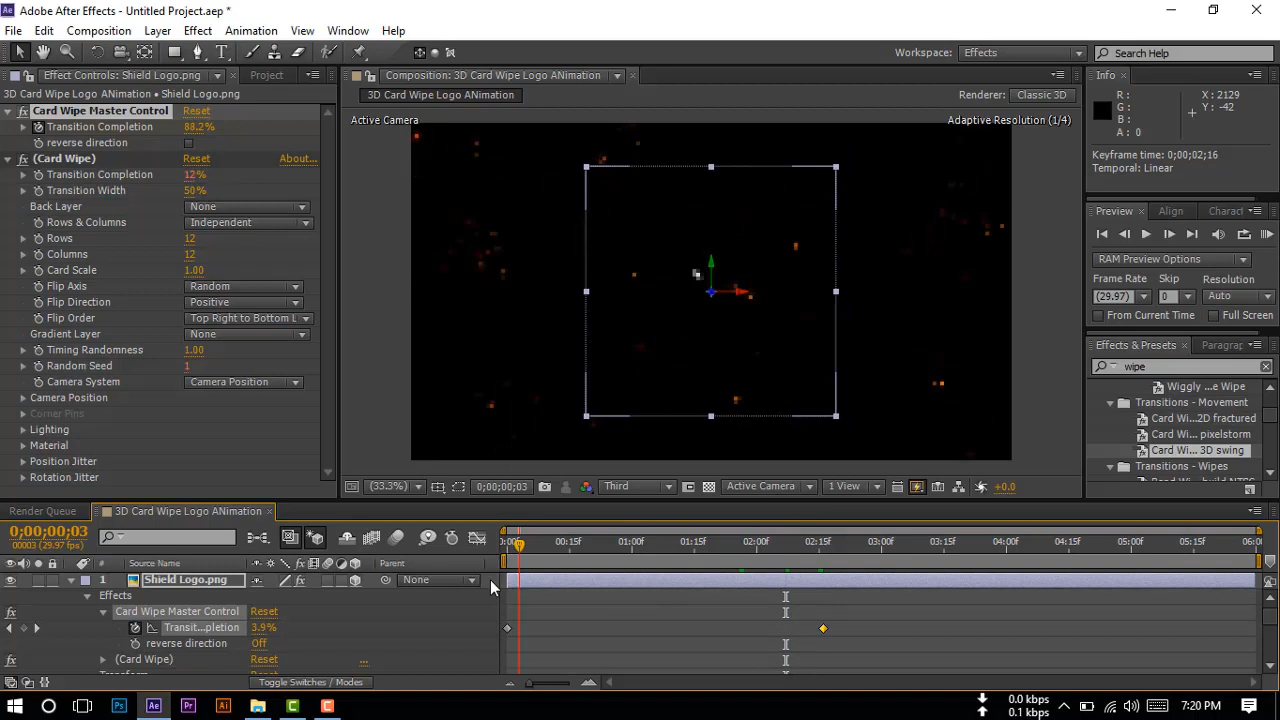 Adobe After Effects - Untitled Project.aep *
File Edit Composition Layer Effect Animation View Window Help
Workspace: Effects
Search Help
Effect Controls: Shield Logo.png
Project
3D Card Wipe Logo ANimation • Shield Logo.png
Card Wipe Master Control Reset
Transition Completion 88.2%
reverse direction
(Card Wipe) Reset About...
Transition Completion 12%
Transition Width 50%
Back Layer None
Rows & Columns Independent
Rows 12
Columns 12
Card Scale 1.00
Flip Axis Random
Flip Direction Positive
Flip Order Top Right to Bottom L
Gradient Layer None
Timing Randomness 1.00
Random Seed 1
Camera System Camera Position
Camera Position
Corner Pins
Lighting
Material
Position Jitter
Rotation Jitter
Composition: 3D Card Wipe Logo ANimation
3D Card Wipe Logo ANimation
Renderer: Classic 3D
Active Camera
Adaptive Resolution (1/4)
(33.3%) 0;00;00;03 Third Active Camera 1 View +0.0
Info
R : X : 2129
G : Y : -42
B :
A : 0
Keyframe time: 0;00;02;16
Temporal: Linear
Preview Align Charact
RAM Preview Options
Frame Rate Skip Resolution
(29.97) 0 Auto
From Current Time Full Screen
Effects & Presets Paragrap
wipe
Wiggly ...e Wipe
Transitions - Movement
Card Wi...2D fractured
Card Wi... pixelstorm
Card Wi... 3D swing
Transitions - Wipes
Render Queue
3D Card Wipe Logo ANimation
0;00;00;03
00003 (29.97 fps)
0:00f 00:15f 01:00f 01:15f 02:00f 02:15f 03:00f 03:15f 04:00f 04:15f 05:00f 05:15f 06:0
# Source Name Parent
1 Shield Logo.png None
Effects
Card Wipe Master Control Reset
Transit...pletion 3.9%
reverse direction Off
(Card Wipe) Reset ...
Toggle Switches / Modes
Ps Ae Pr Ai C C
0.0 kbps
0.1 kbps
7:20 PM